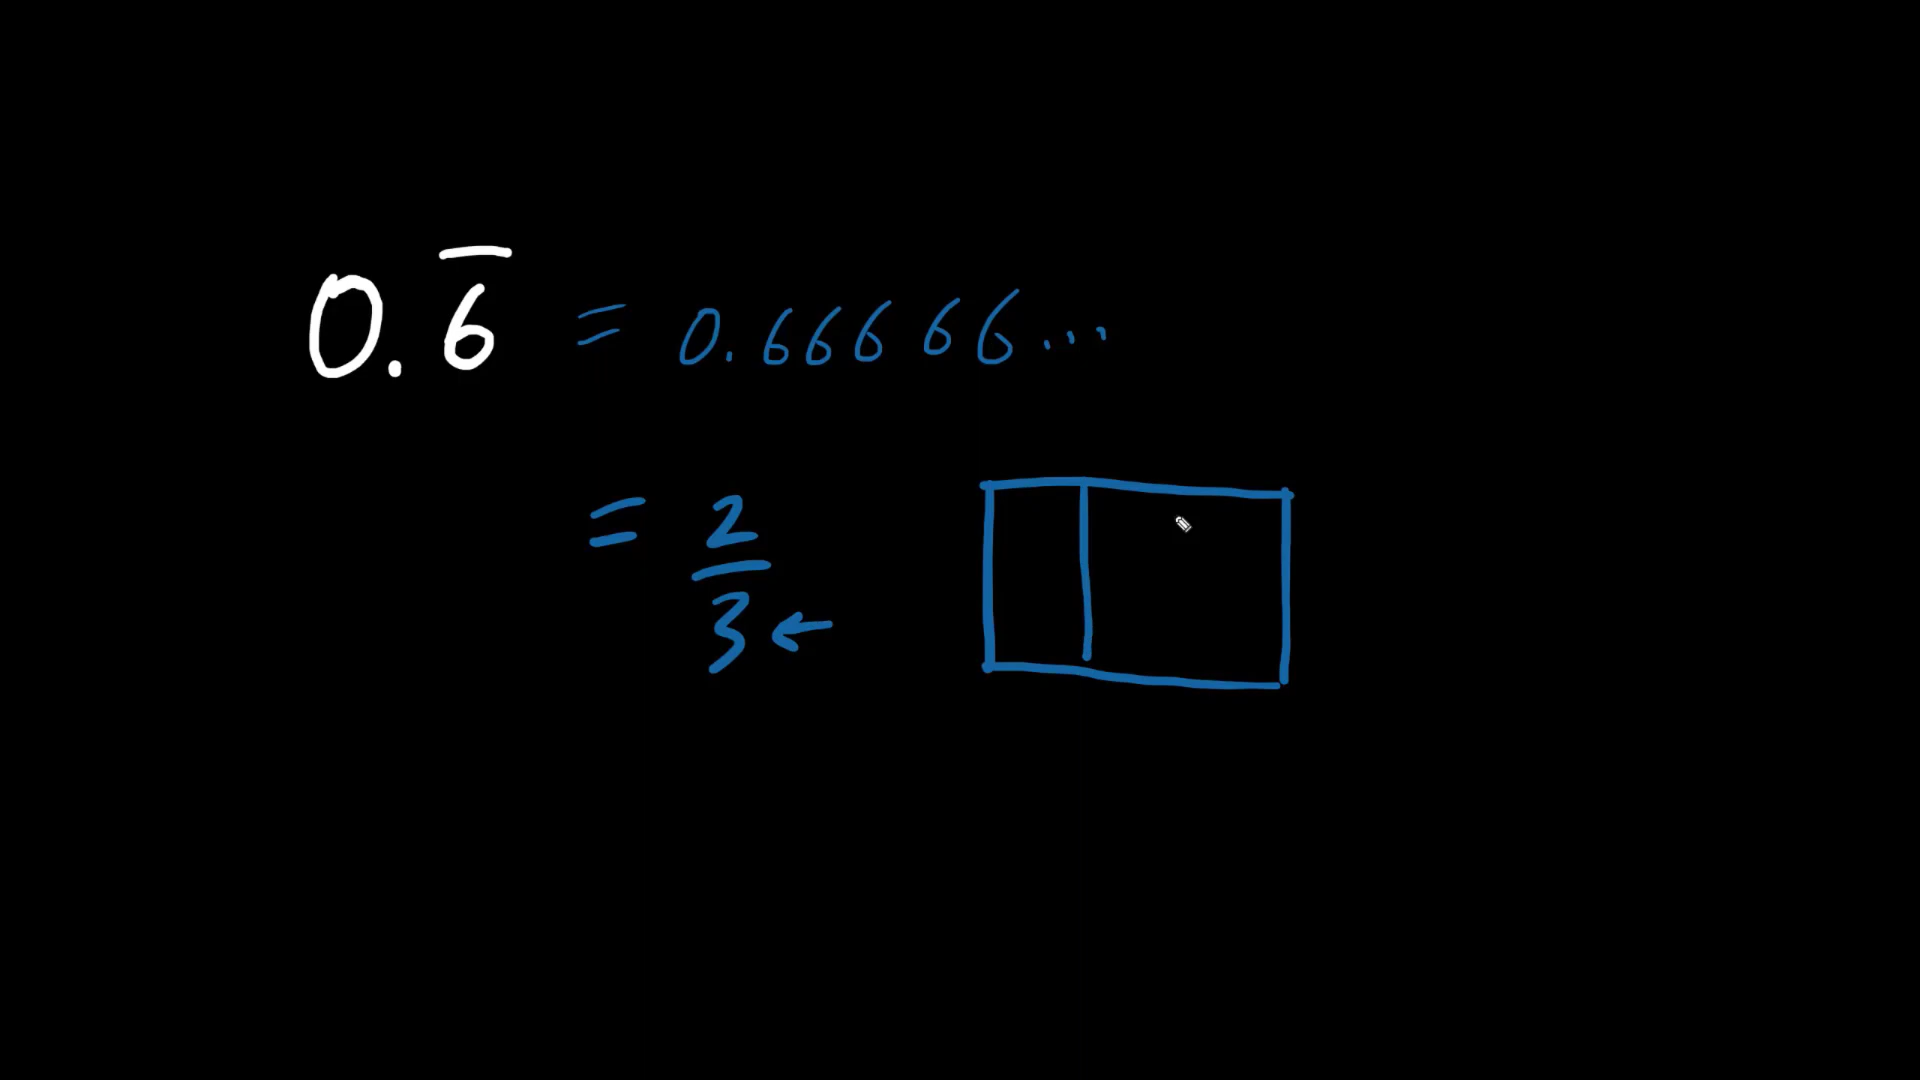 0.6̅ = 0.66666...
= 2/3 ←